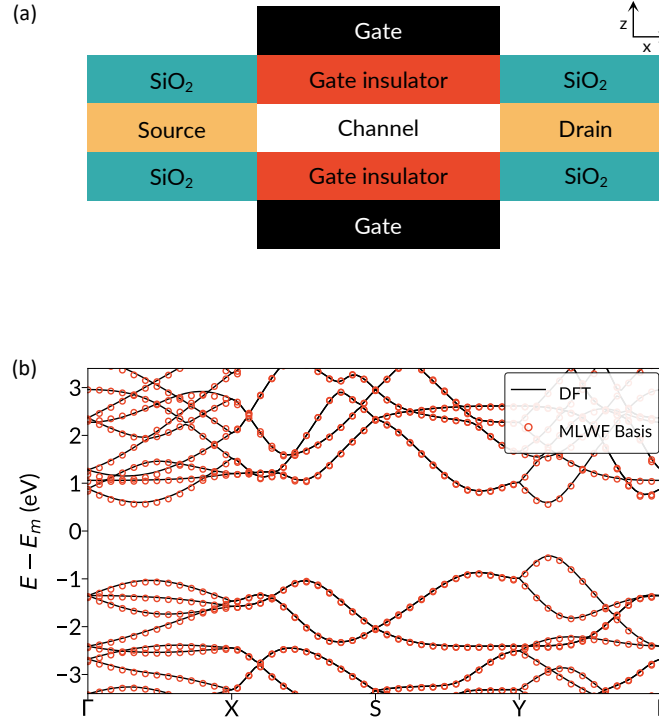 (a)
Gate
z
x
SiO₂ Gate insulator SiO₂
Source Channel Drain
SiO₂ Gate insulator SiO₂
Gate
(b)
E − Eₘ (eV)
3
2
1
0
−1
−2
−3
DFT
MLWF Basis
Γ X S Y